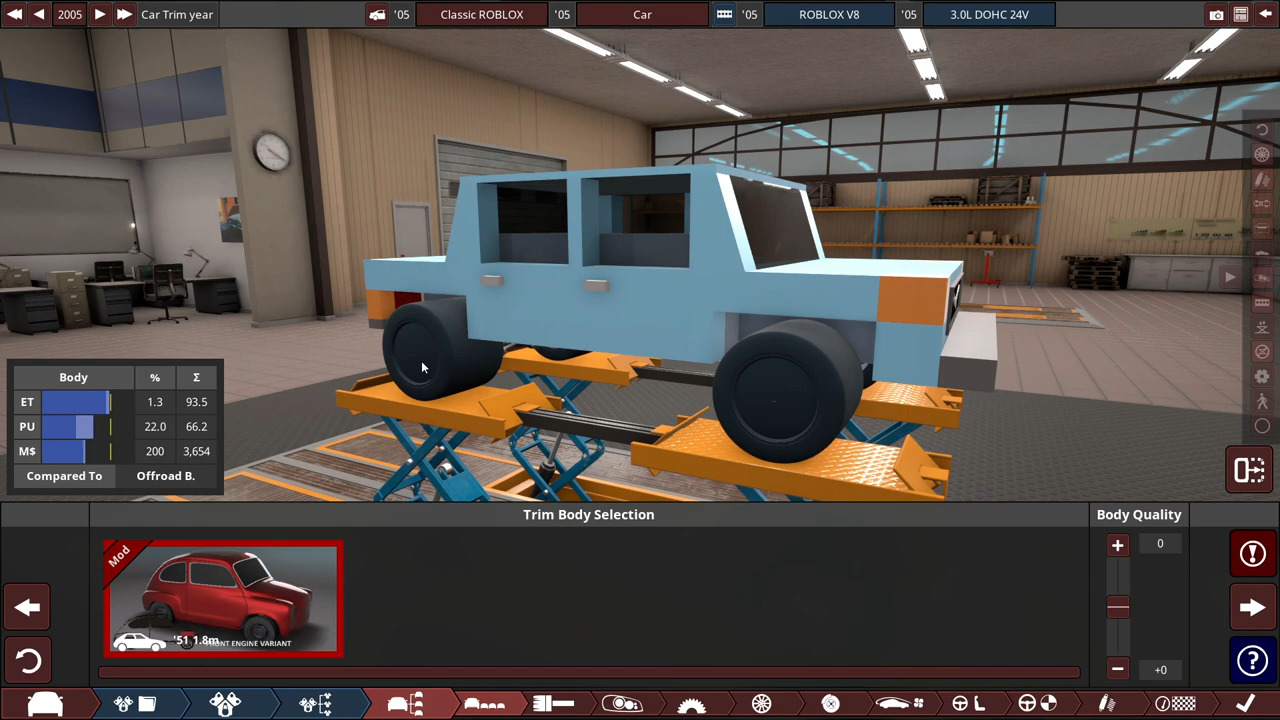 2005 Car Trim year '05 Classic ROBLOX '05 Car '05 ROBLOX V8 '05 3.0L DOHC 24V
Body % Σ
ET 1.3 93.5
PU 22.0 66.2
M$ 200 3,654
Compared To Offroad B.
Trim Body Selection
Body Quality
Mod
'51 1.8m
FRONT ENGINE VARIANT
+ 0
- +0
?